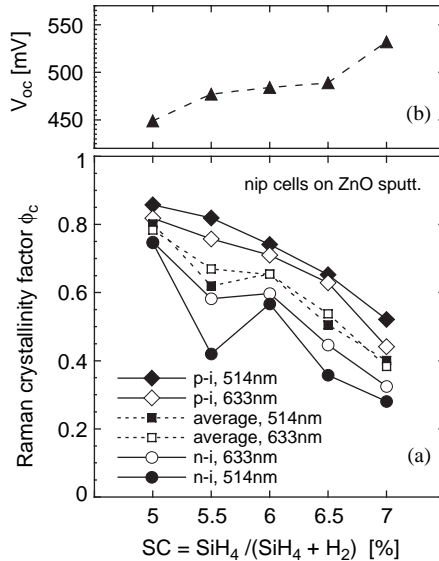 550
500
450
V_oc [mV]
(b)
1
0.8
0.6
0.4
0.2
0
Raman crystallinity factor ϕ_c
nip cells on ZnO sputt.
p-i, 514nm
p-i, 633nm
average, 514nm
average, 633nm
n-i, 633nm
n-i, 514nm
(a)
5 5.5 6 6.5 7
SC = SiH₄ /(SiH₄ + H₂) [%]